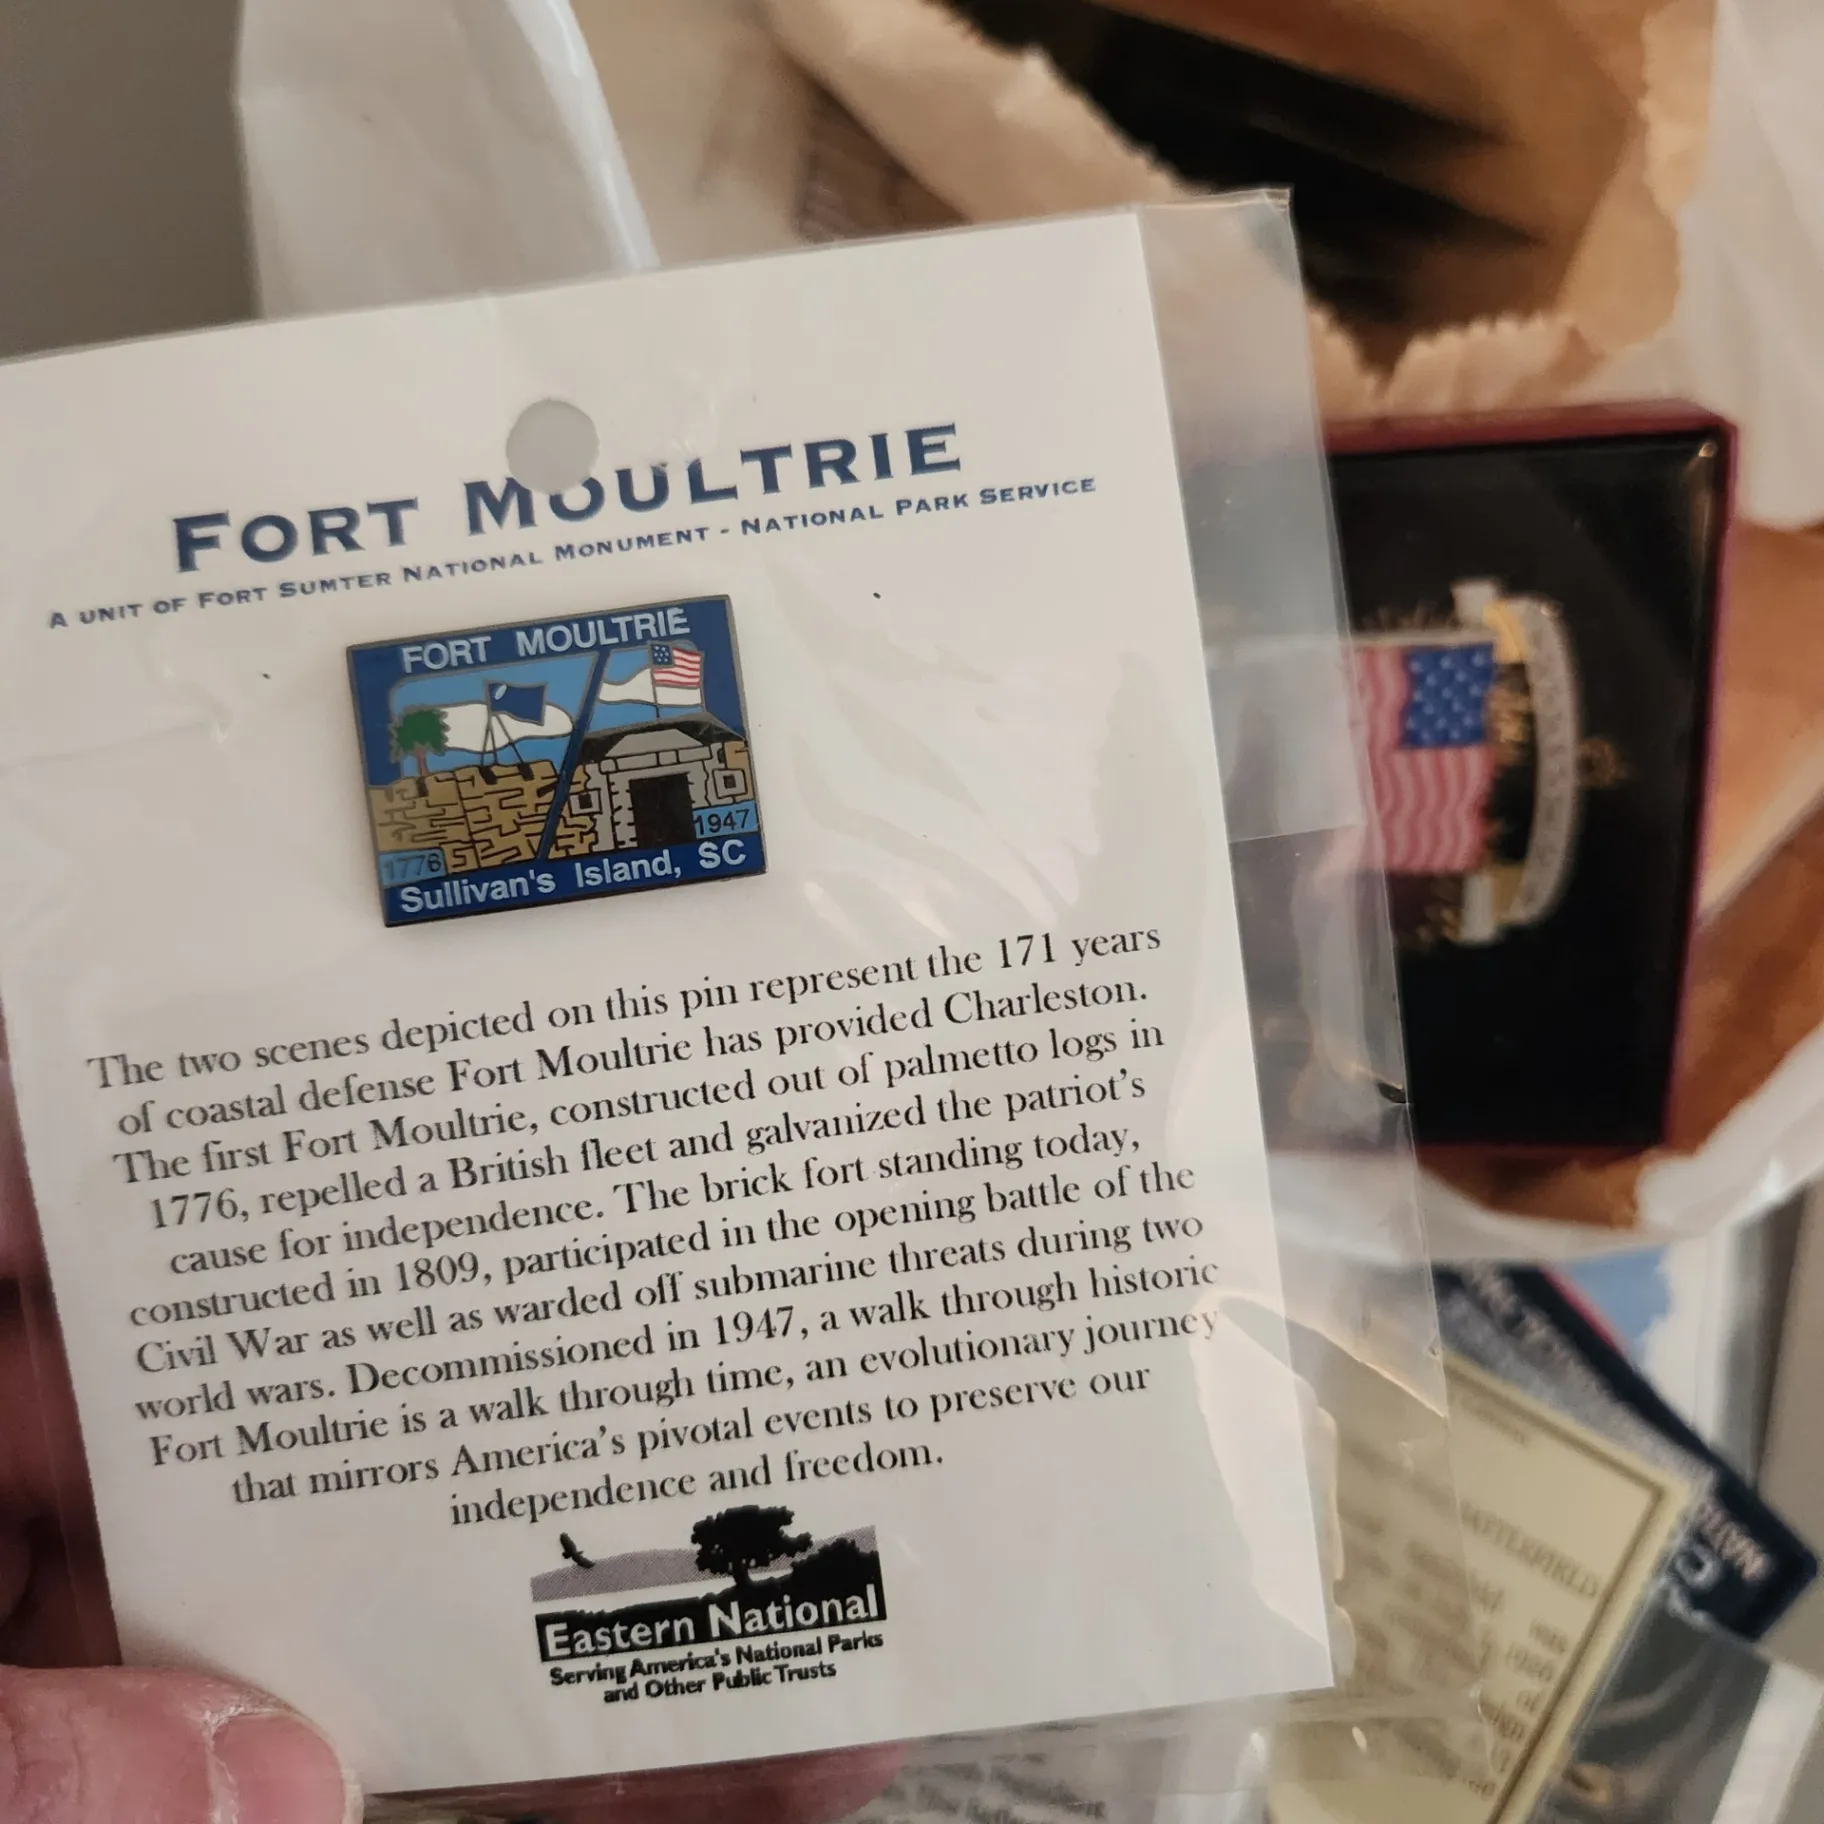 FORT MOULTRIE
A UNIT OF FORT SUMTER NATIONAL MONUMENT - NATIONAL PARK SERVICE
FORT MOULTRIE
1776
1947
Sullivan's Island, SC
The two scenes depicted on this pin represent the 171 years
of coastal defense Fort Moultrie has provided Charleston.
The first Fort Moultrie, constructed out of palmetto logs in
1776, repelled a British fleet and galvanized the patriot's
cause for independence. The brick fort standing today,
constructed in 1809, participated in the opening battle of the
Civil War as well as warded off submarine threats during two
world wars. Decommissioned in 1947, a walk through historic
Fort Moultrie is a walk through time, an evolutionary journey
that mirrors America's pivotal events to preserve our
independence and freedom.
Eastern National
Serving America's National Parks
and Other Public Trusts